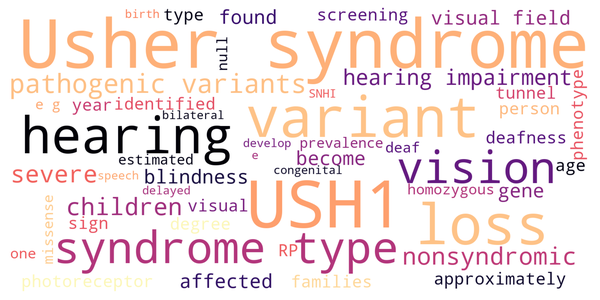 birth type found screening visual field
Usher syndrome
null
pathogenic variants hearing impairment
SNHI tunnel
e g year identified variant person
bilateral
hearing
phenotype
deafness
estimated develop prevalence deaf
e become vision age
severe speech blindness congenital
delayed homozygous gene
children visual USH1 loss
missense sign degree
one syndrome RP type nonsyndromic
photoreceptor affected families approximately